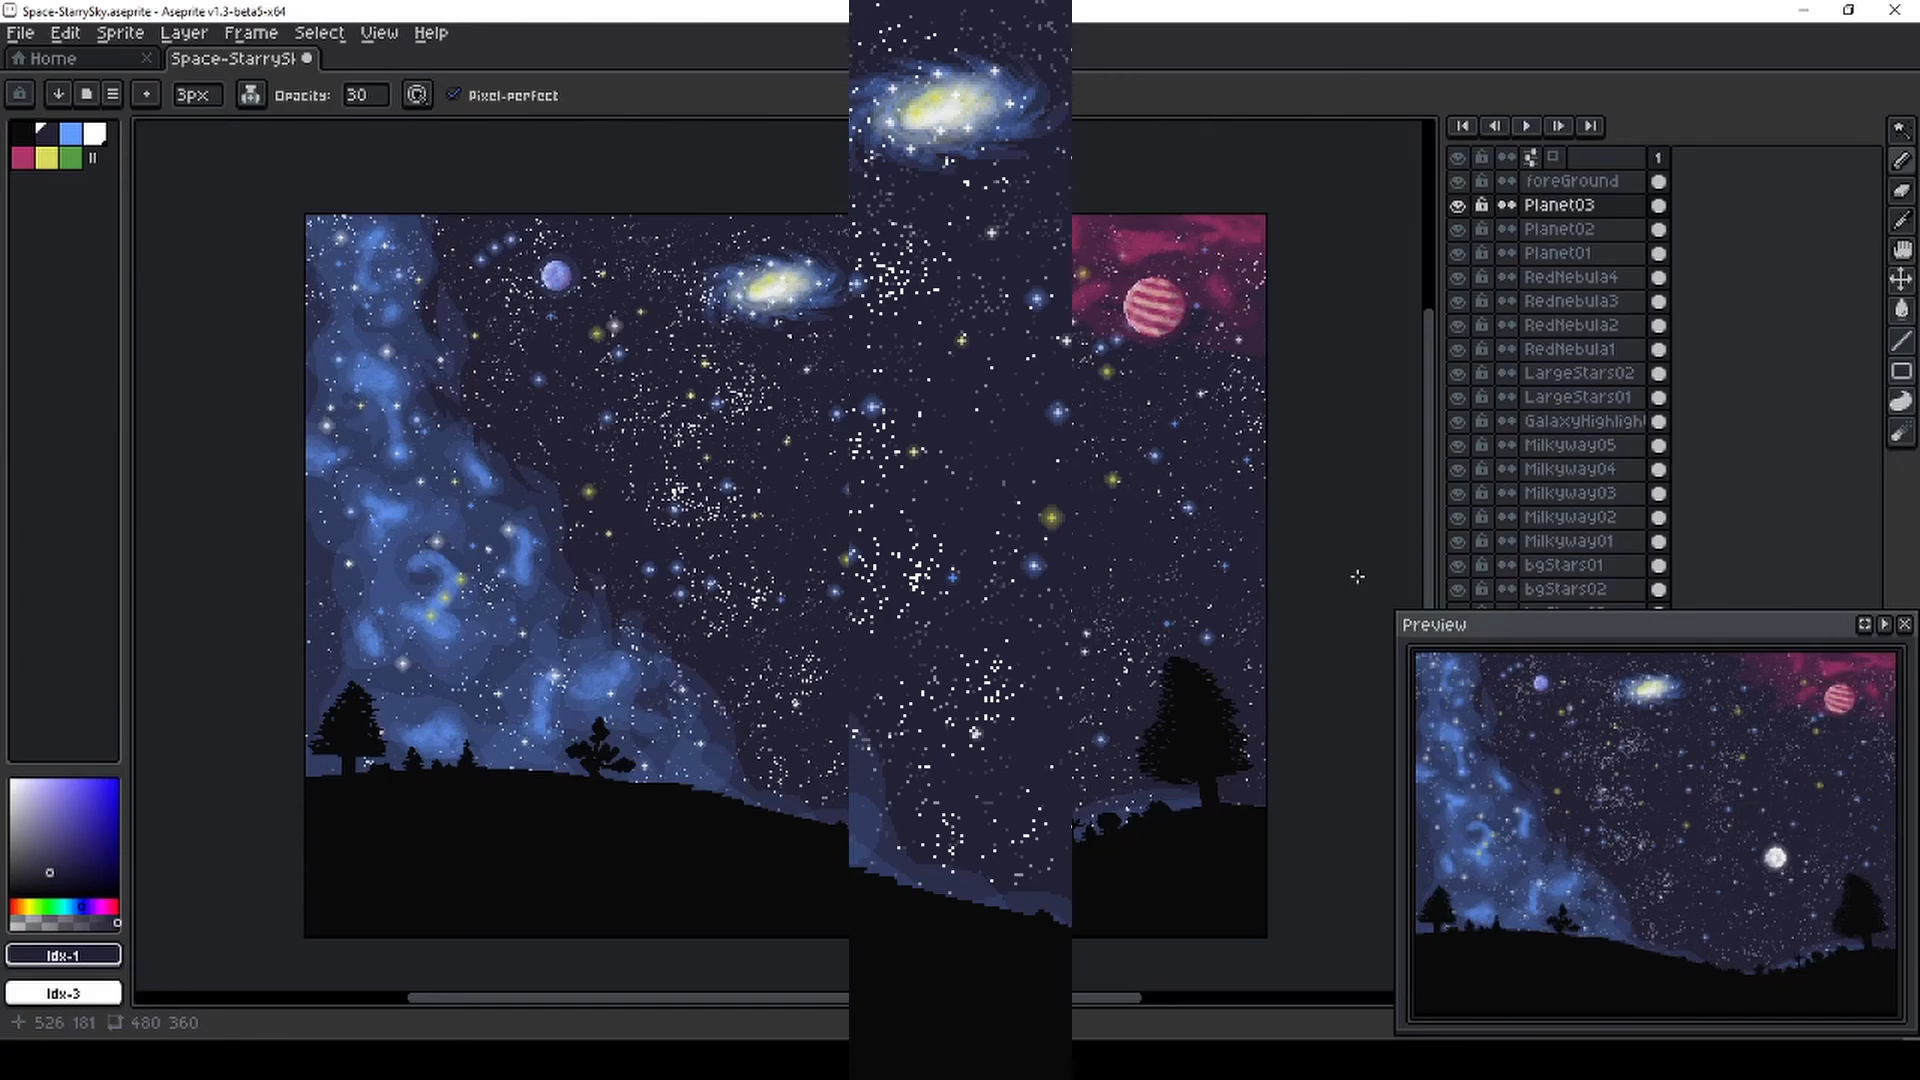 Space-StarrySky.aseprite - Aseprite v1.3-beta5-x64
File Edit Sprite Layer Frame Select View Help
Home Space-StarrySk
3px Opacity: 30 Pixel-perfect
1
foreGround
Planet03
Planet02
Planet01
RedNebula4
Rednebula3
RedNebula2
RedNebula1
LargeStars02
LargeStars01
GalaxyHighligh
Milkyway05
Milkyway04
Milkyway03
Milkyway02
Milkyway01
bgStars01
bgStars02
Preview
Idx-1
Idx-3
526 181 480 360